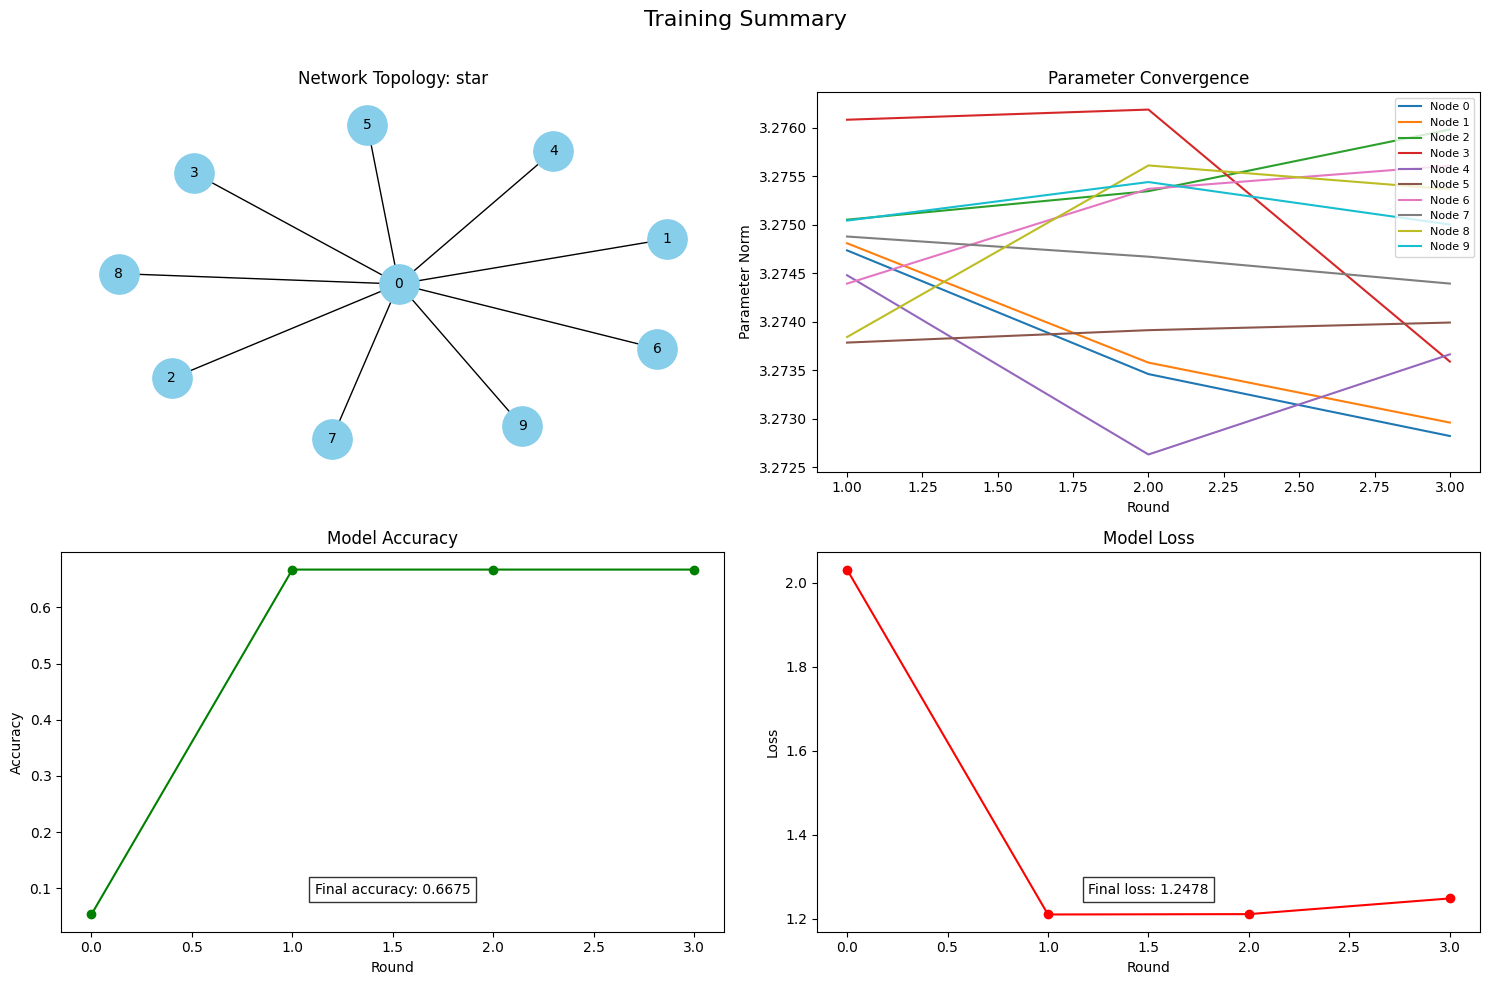 Training Summary
Network Topology: star
5
4
3
1
8
0
6
2
9
7
Parameter Convergence
Parameter Norm
3.2760
3.2755
3.2750
3.2745
3.2740
3.2735
3.2730
3.2725
Node 0
Node 1
Node 2
Node 3
Node 4
Node 5
Node 6
Node 7
Node 8
Node 9
1.00 1.25 1.50 1.75 2.00 2.25 2.50 2.75 3.00
Round
Model Accuracy
Accuracy
0.6
0.5
0.4
0.3
0.2
0.1
Final accuracy: 0.6675
0.0 0.5 1.0 1.5 2.0 2.5 3.0
Round
Model Loss
Loss
2.0
1.8
1.6
1.4
1.2
Final loss: 1.2478
0.0 0.5 1.0 1.5 2.0 2.5 3.0
Round